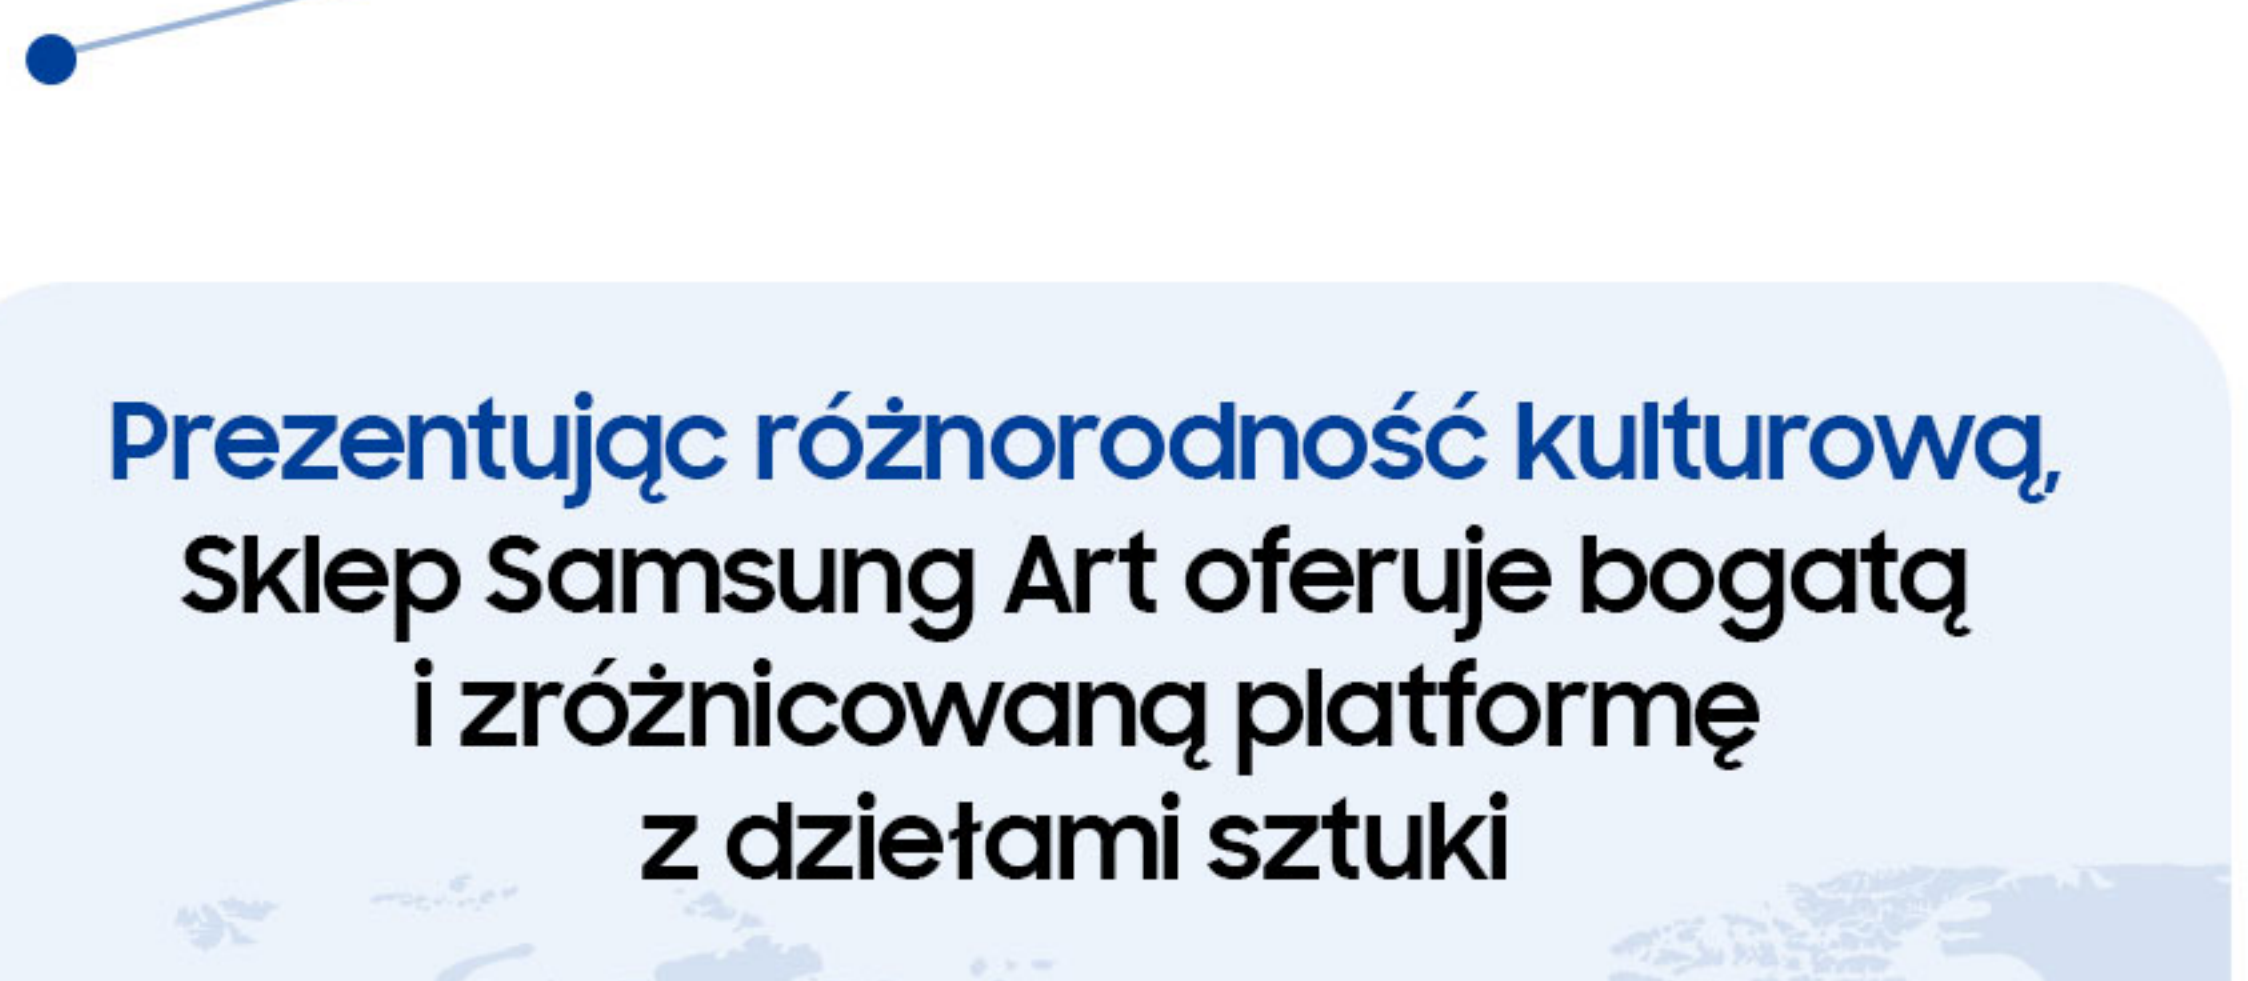 Prezentując różnorodność kulturową,
Sklep Samsung Art oferuje bogatą
i zróżnicowaną platformę
z dziełami sztuki